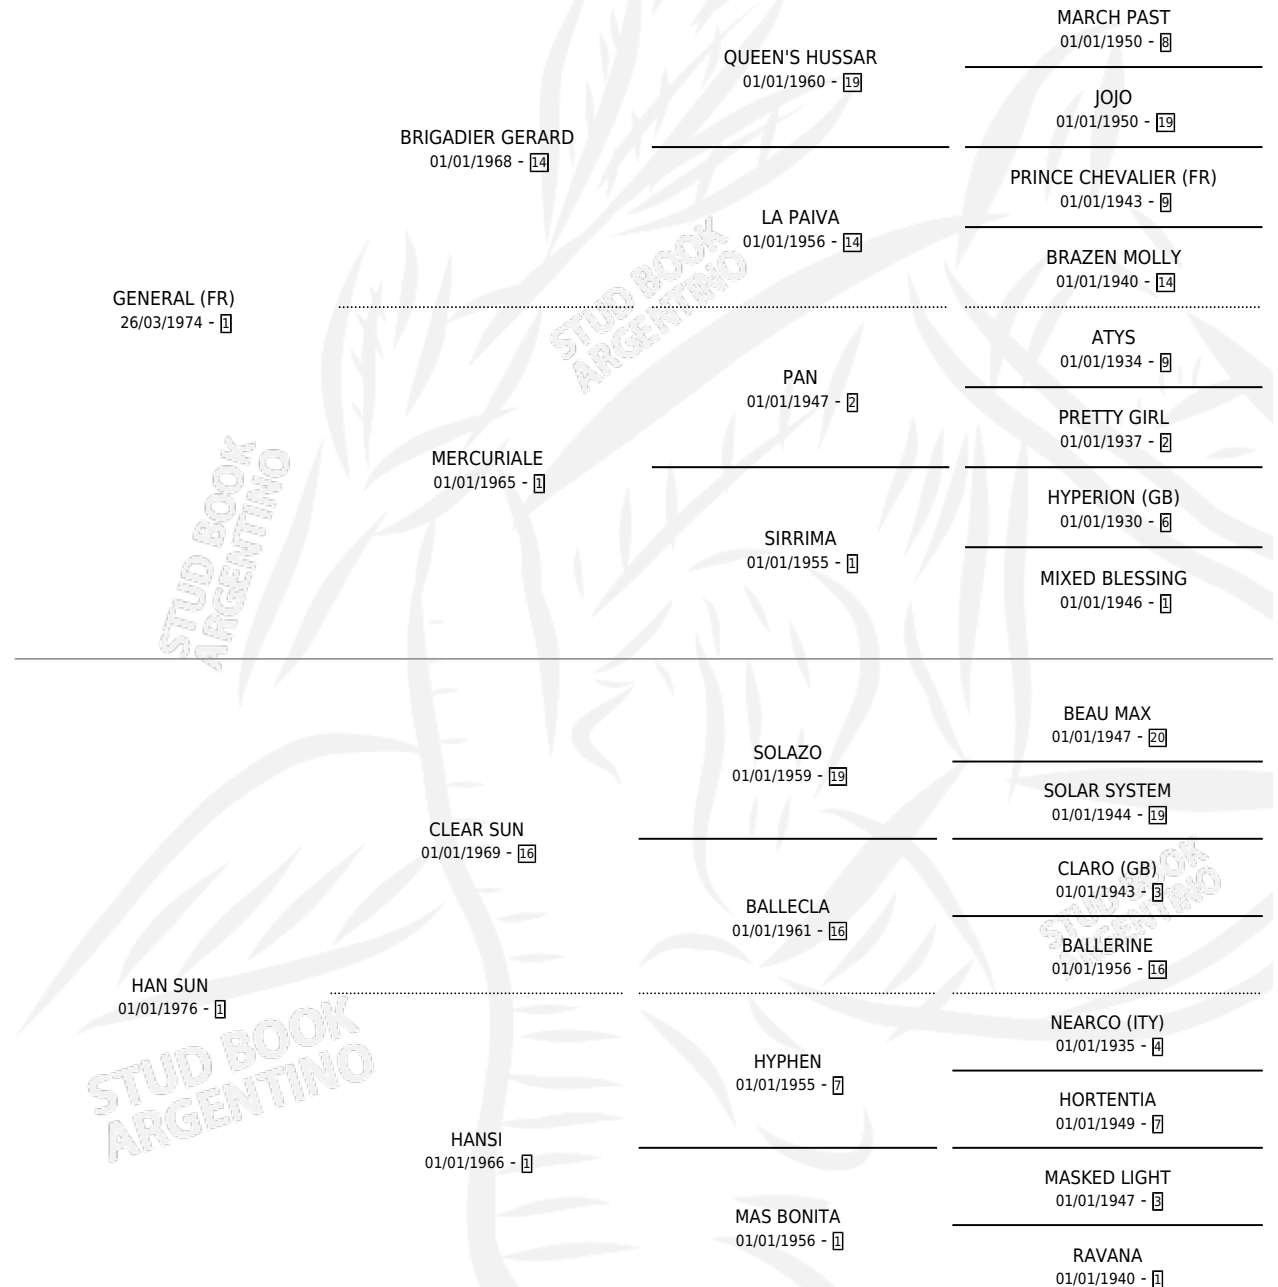 MARCH PAST
01/01/1950 - 8
QUEEN'S HUSSAR
01/01/1960 - 19
JOJO
01/01/1950 - 19
BRIGADIER GERARD
01/01/1968 - 14
PRINCE CHEVALIER (FR)
01/01/1943 - 9
LA PAIVA
01/01/1956 - 14
BRAZEN MOLLY
01/01/1940 - 14
GENERAL (FR)
26/03/1974 - 1
STUD BOOK
ARGENTINO
ATYS
01/01/1934 - 9
PAN
01/01/1947 - 2
PRETTY GIRL
01/01/1937 - 2
MERCURIALE
01/01/1965 - 1
HYPERION (GB)
01/01/1930 - 6
SIRRIMA
01/01/1955 - 1
MIXED BLESSING
01/01/1946 - 1
STUD BOOK
ARGENTINO
BEAU MAX
01/01/1947 - 20
SOLAZO
01/01/1959 - 19
SOLAR SYSTEM
01/01/1944 - 19
CLEAR SUN
01/01/1969 - 16
CLARO (GB)
01/01/1943 - 3
BALLECLA
01/01/1961 - 16
STUD BOOK
ARGENTINO
BALLERINE
01/01/1956 - 16
HAN SUN
01/01/1976 - 1
STUD BOOK
ARGENTINO
NEARCO (ITY)
01/01/1935 - 4
HYPHEN
01/01/1955 - 7
HORTENTIA
01/01/1949 - 7
HANSI
01/01/1966 - 1
MASKED LIGHT
01/01/1947 - 3
MAS BONITA
01/01/1956 - 1
RAVANA
01/01/1940 - 1